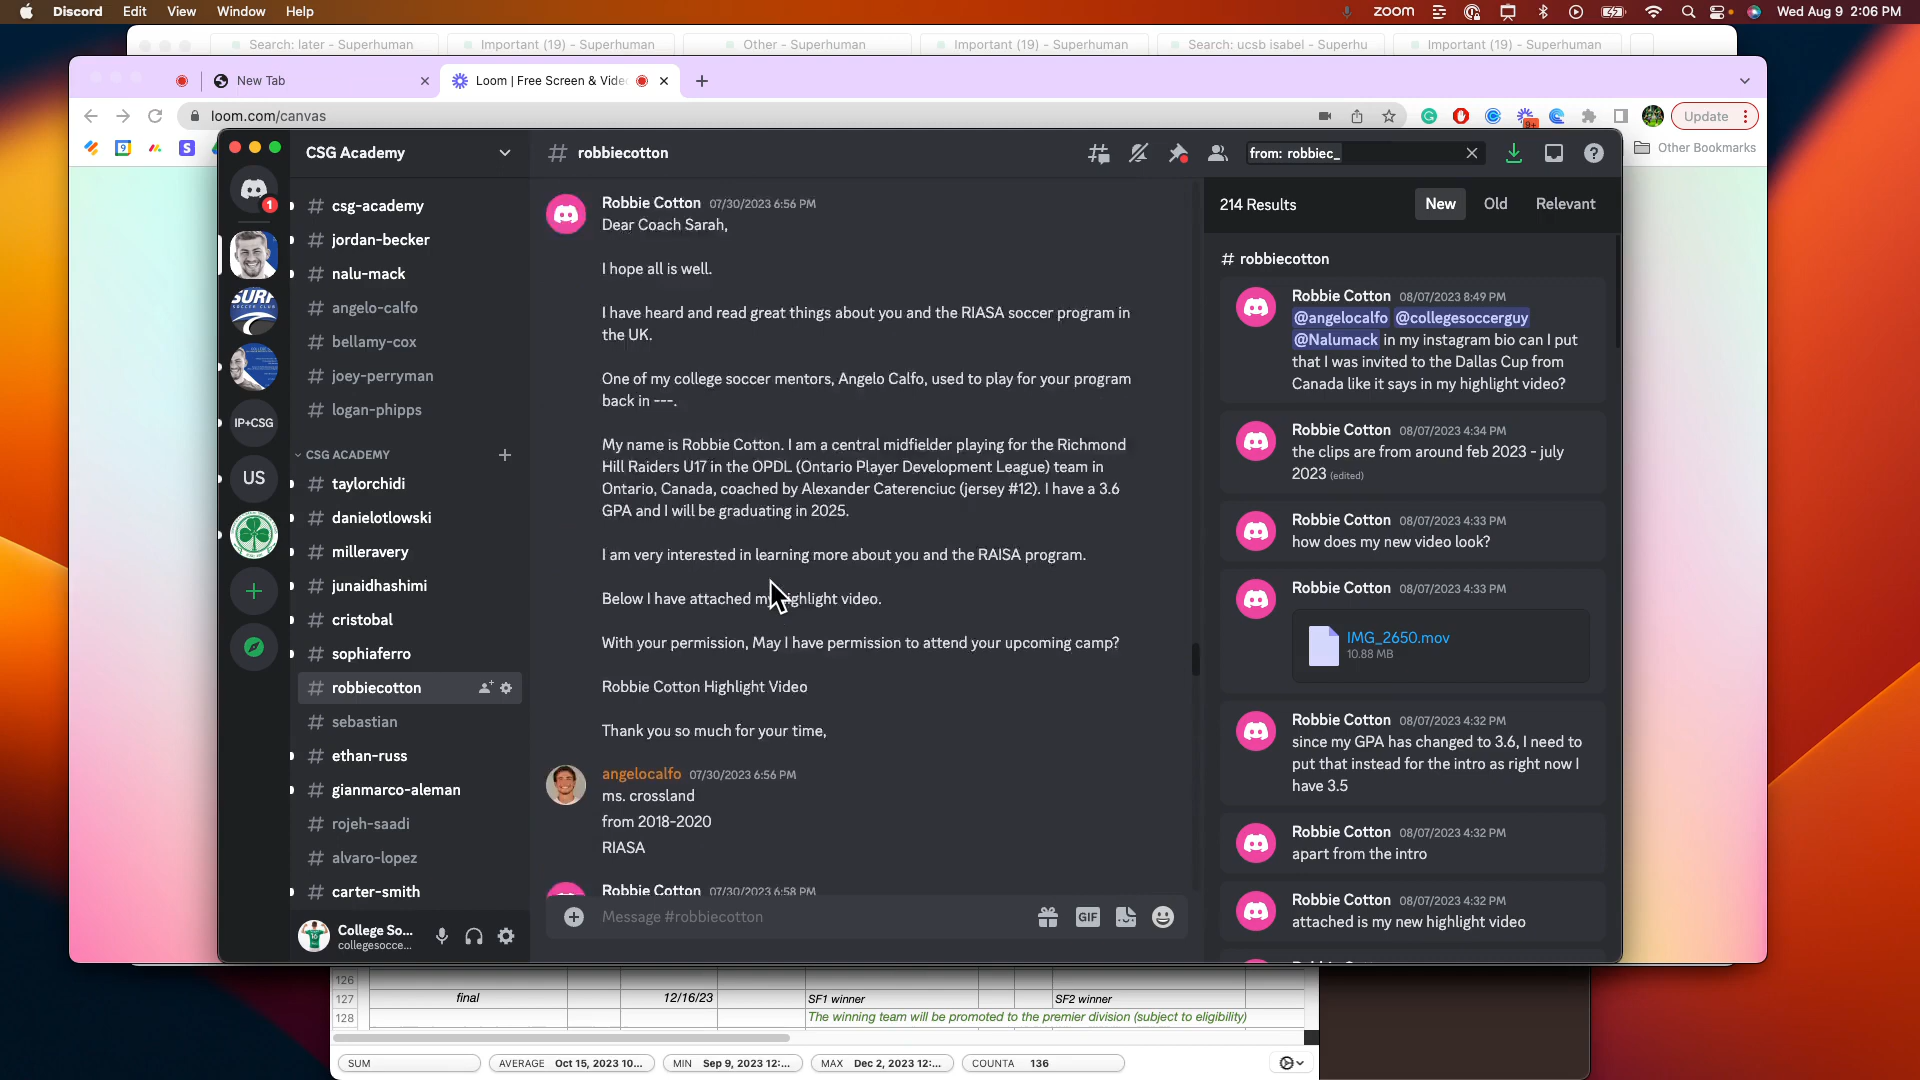 Discord Edit View Window Help
zoom Wed Aug 9 2:06 PM
Search: later - Superhuman
Important (19) - Superhuman
Other - Superhuman
Important (19) - Superhuman
Search: ucsb isabel - Superhu
Important (19) - Superhuman
New Tab
Loom | Free Screen & Vide
loom.com/canvas
9+
Update
9
S
Other Bookmarks
1
SURF
SOCCER CLUB
IP+CSG
US
CSG Academy
csg-academy
jordan-becker
nalu-mack
angelo-calfo
bellamy-cox
joey-perryman
logan-phipps
CSG ACADEMY
taylorchidi
danielotlowski
milleravery
junaidhashimi
cristobal
sophiaferro
robbiecotton
sebastian
ethan-russ
gianmarco-aleman
rojeh-saadi
alvaro-lopez
carter-smith
College So...
collegesocce...
# robbiecotton
Robbie Cotton 07/30/2023 6:56 PM
Dear Coach Sarah,
I hope all is well.
I have heard and read great things about you and the RIASA soccer program in
the UK.
One of my college soccer mentors, Angelo Calfo, used to play for your program
back in ---.
My name is Robbie Cotton. I am a central midfielder playing for the Richmond
Hill Raiders U17 in the OPDL (Ontario Player Development League) team in
Ontario, Canada, coached by Alexander Caterenciuc (jersey #12). I have a 3.6
GPA and I will be graduating in 2025.
I am very interested in learning more about you and the RAISA program.
Below I have attached my highlight video.
With your permission, May I have permission to attend your upcoming camp?
Robbie Cotton Highlight Video
Thank you so much for your time,
angelocalfo 07/30/2023 6:56 PM
ms. crossland
from 2018-2020
RIASA
Robbie Cotton 07/30/2023 6:58 PM
Message #robbiecotton
GIF
from: robbiec_
214 Results
New Old Relevant
# robbiecotton
Robbie Cotton 08/07/2023 8:49 PM
@angelocalfo @collegesoccerguy
@Nalumack in my instagram bio can I put
that I was invited to the Dallas Cup from
Canada like it says in my highlight video?
Robbie Cotton 08/07/2023 4:34 PM
the clips are from around feb 2023 - july
2023 (edited)
Robbie Cotton 08/07/2023 4:33 PM
how does my new video look?
Robbie Cotton 08/07/2023 4:33 PM
IMG_2650.mov
10.88 MB
Robbie Cotton 08/07/2023 4:32 PM
since my GPA has changed to 3.6, I need to
put that instead for the intro as right now I
have 3.5
Robbie Cotton 08/07/2023 4:32 PM
apart from the intro
Robbie Cotton 08/07/2023 4:32 PM
attached is my new highlight video
126
127 final 12/16/23 SF1 winner SF2 winner
128 The winning team will be promoted to the premier division (subject to eligibility)
SUM
AVERAGE Oct 15, 2023 10...
MIN Sep 9, 2023 12:...
MAX Dec 2, 2023 12:...
COUNTA 136